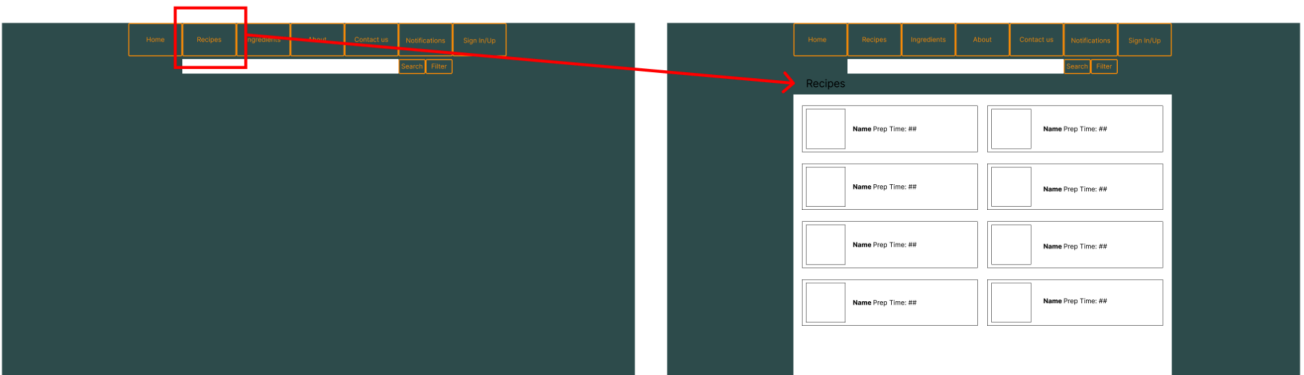 Home Recipes Ingredients About Contact us Notifications Sign In/Up
Search Filter
Home Recipes Ingredients About Contact us Notifications Sign In/Up
Search Filter
Recipes
Name Prep Time: ##
Name Prep Time: ##
Name Prep Time: ##
Name Prep Time: ##
Name Prep Time: ##
Name Prep Time: ##
Name Prep Time: ##
Name Prep Time: ##